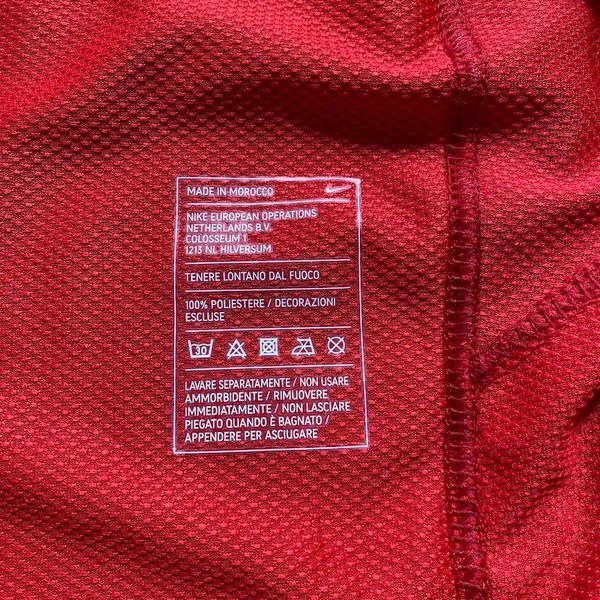 MADE IN MOROCCO
NIKE EUROPEAN OPERATIONS
NETHERLANDS B.V.
COLOSSEUM 1
1213 NL HILVERSUM
TENERE LONTANO DAL FUOCO
100% POLIESTERE / DECORAZIONI
ESCLUSE
30
LAVARE SEPARATAMENTE / NON USARE
AMMORBIDENTE / RIMUOVERE
IMMEDIATAMENTE / NON LASCIARE
PIEGATO QUANDO È BAGNATO /
APPENDERE PER ASCIUGARE